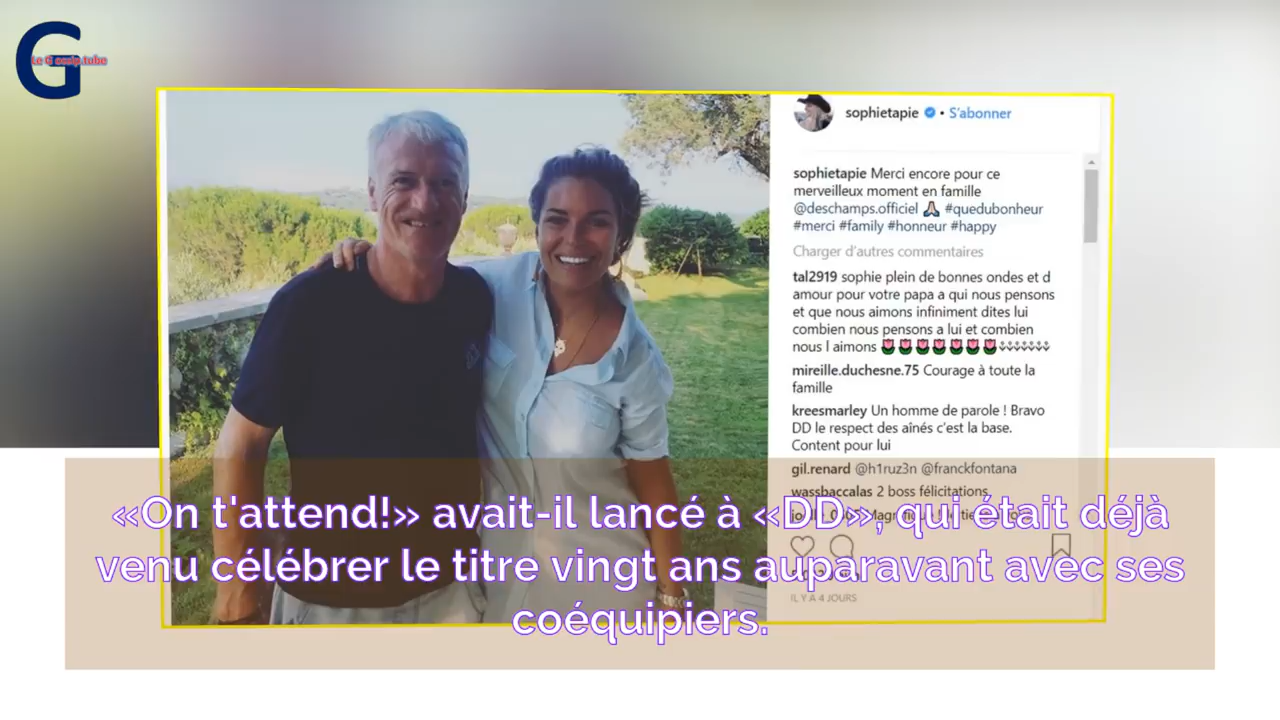 G
Le Gossip.tube
sophietapie • S'abonner
sophietapie Merci encore pour ce
merveilleux moment en famille
@deschamps.officiel 🙏🏻 #quedubonheur
#merci #family #honneur #happy
Charger d'autres commentaires
tal2919 sophie plein de bonnes ondes et d
amour pour votre papa a qui nous pensons
et que nous aimons infiniment dites lui
combien nous pensons a lui et combien
nous l aimons 🌷🌷🌷🌷🌷🌷🌷
mireille.duchesne.75 Courage à toute la
famille
kreesmarley Un homme de parole ! Bravo
DD le respect des aînés c'est la base.
Content pour lui
gil.renard @h1ruz3n @franckfontana
wassbaccalas 2 boss félicitations
«On t'attend!» avait-il lancé à «DD», qui était déjà
venu célébrer le titre vingt ans auparavant avec ses
coéquipiers.
IL Y A 4 JOURS